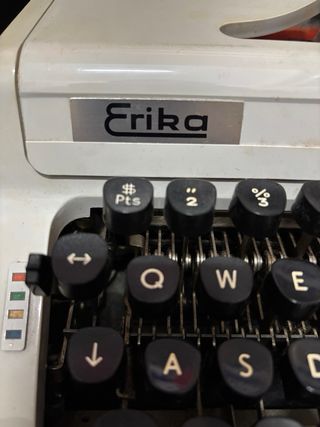 Erika
$ Pts " 2 % 3
↔ Q W E
↓ A S D